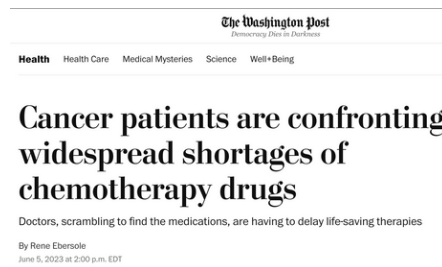 The Washington Post
Democracy Dies in Darkness
Health Health Care Medical Mysteries Science Well+Being
Cancer patients are confronting
widespread shortages of
chemotherapy drugs
Doctors, scrambling to find the medications, are having to delay life-saving therapies
By Rene Ebersole
June 5, 2023 at 2:00 p.m. EDT